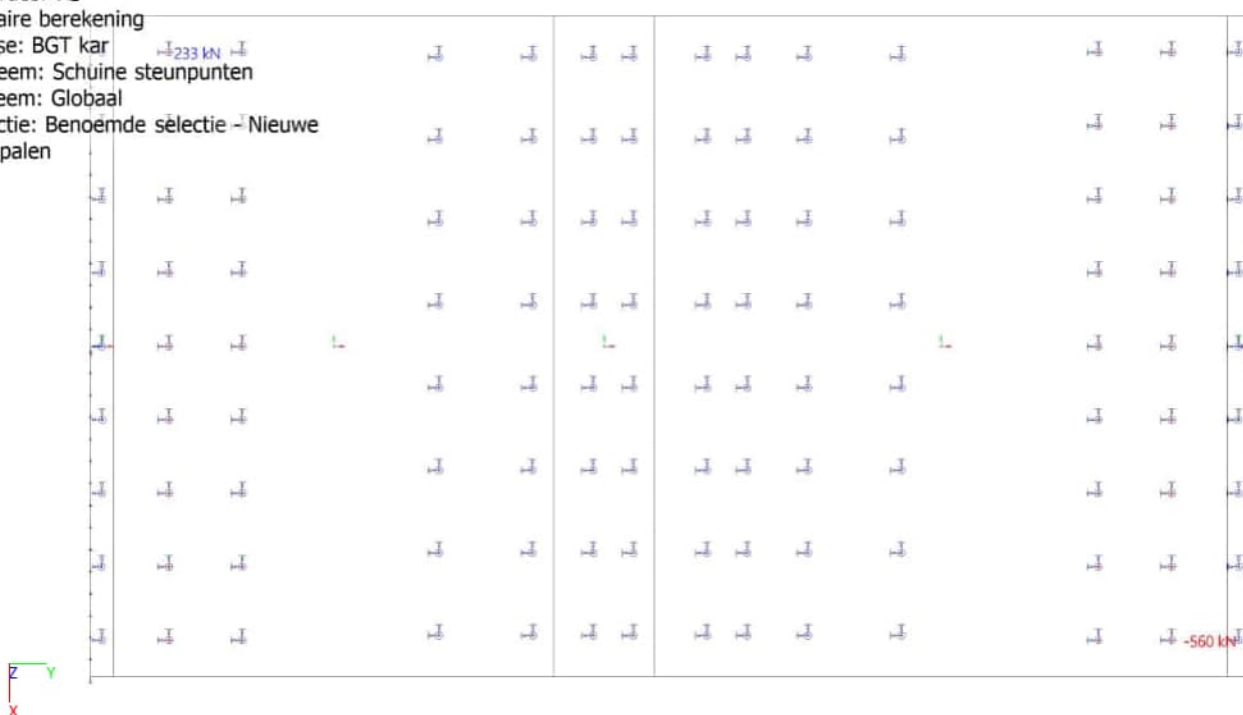 aire berekening
se: BGT kar
233 kN
eem: Schuine steunpunten
eem: Globaal
ctie: Benoemde selectie - Nieuwe
palen
-560 kN
Z Y
X